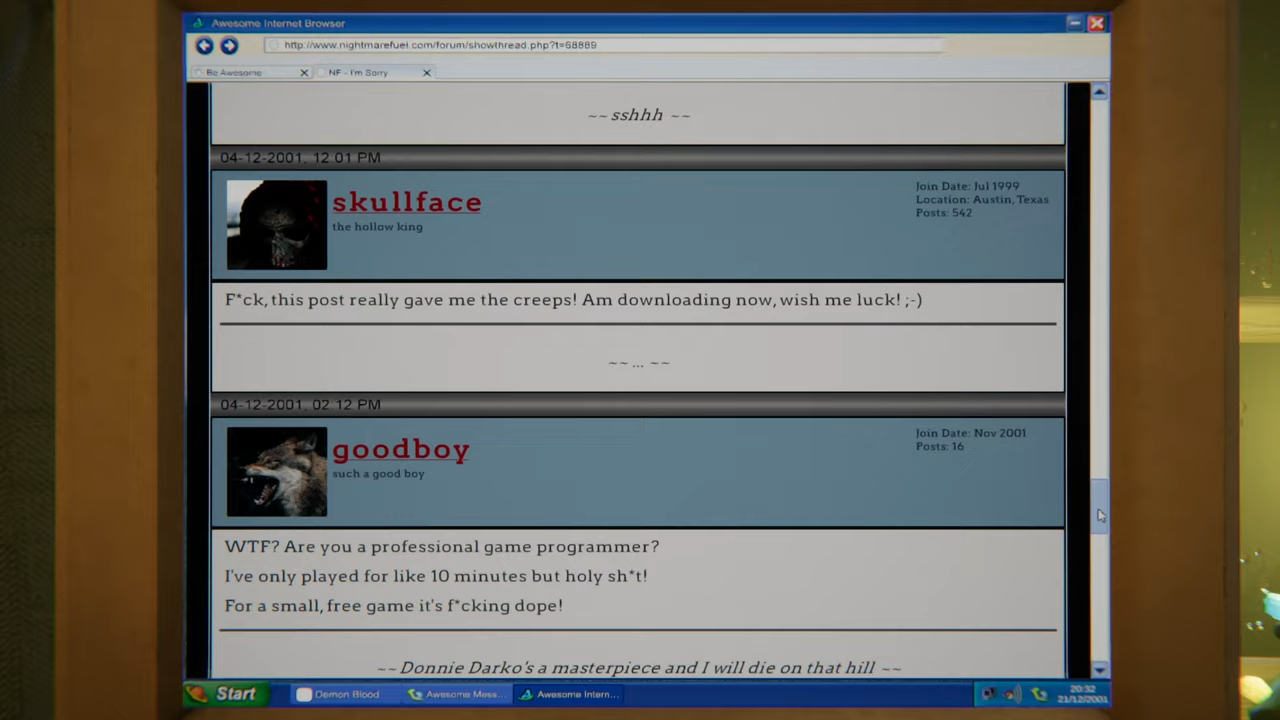 Awesome Internet Browser
http://www.nightmarefuel.com/forum/showthread.php?t=68889
Be Awesome
NF - I'm Sorry
~~ sshhh ~~
04-12-2001, 12:01 PM
skullface
the hollow king
Join Date: Jul 1999
Location: Austin, Texas
Posts: 542
F*ck, this post really gave me the creeps! Am downloading now, wish me luck! ;-)
~~ ... ~~
04-12-2001, 02:12 PM
goodboy
such a good boy
Join Date: Nov 2001
Posts: 16
WTF? Are you a professional game programmer?
I've only played for like 10 minutes but holy sh*t!
For a small, free game it's f*cking dope!
~~ Donnie Darko's a masterpiece and I will die on that hill ~~
Start
Demon Blood
Awesome Mess...
Awesome Intern...
20:32
21/12/2001